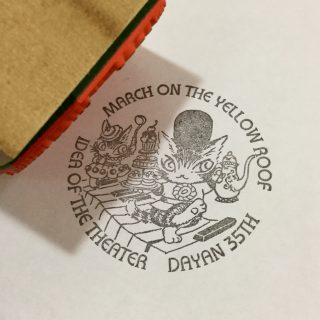 MARCH ON THE YELLOW ROOF
IDEA OF THE THEATER
DAYAN 35TH